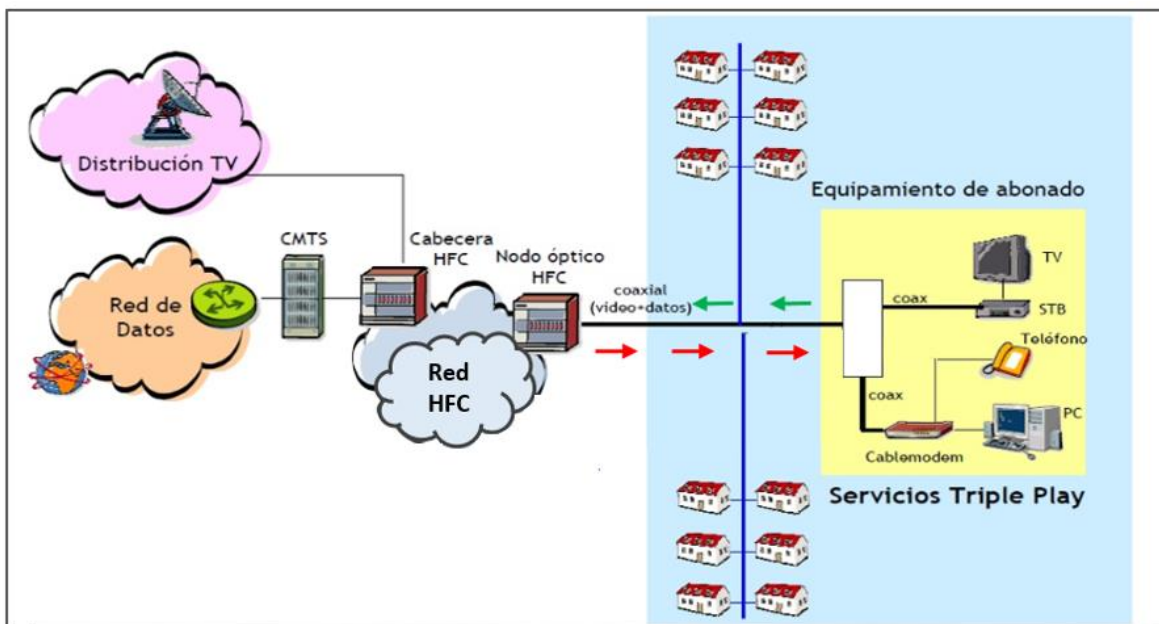 Distribución TV
Red de
Datos
CMTS
Cabecera
HFC
Nodo óptico
HFC
Red
HFC
coaxial
(video+datos)
Equipamiento de abonado
coax
TV
STB
Teléfono
coax
PC
Cablemodem
Servicios Triple Play